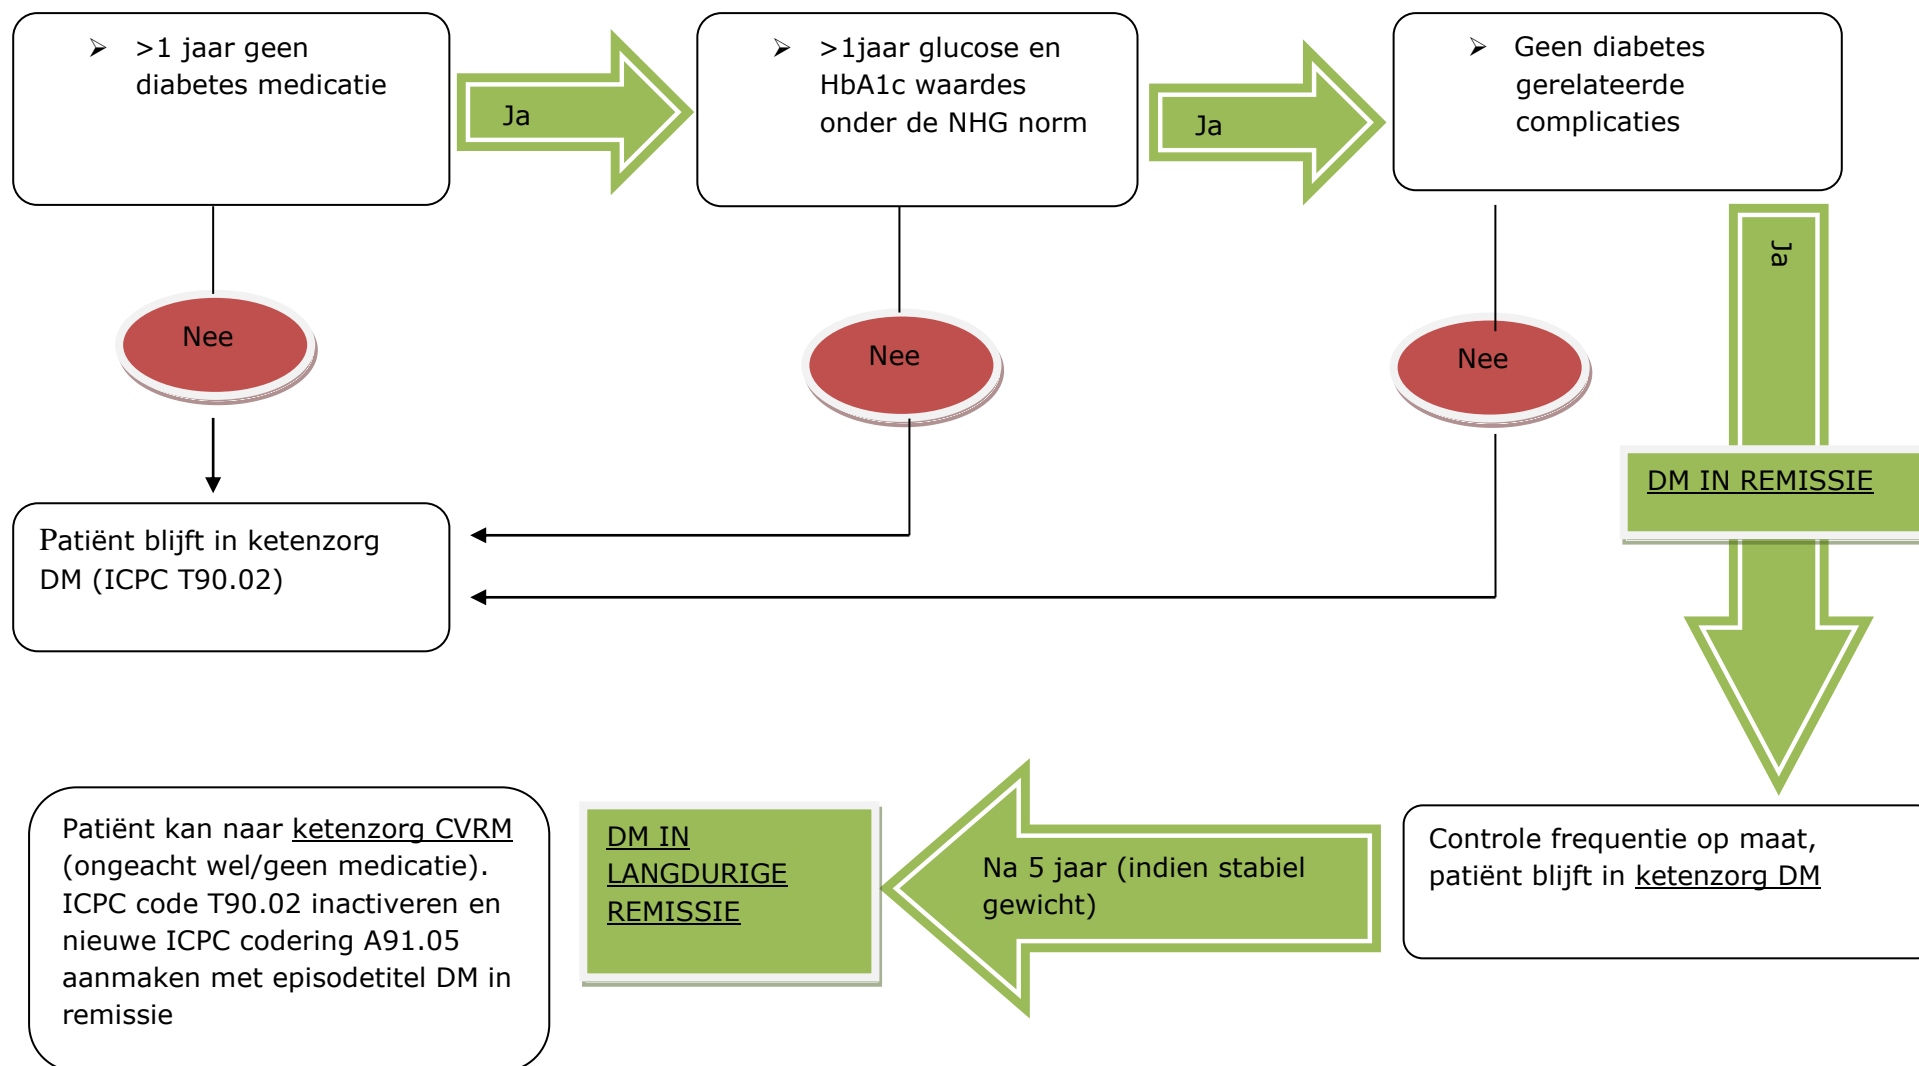 ➢ >1 jaar geen
diabetes medicatie
Ja
➢ >1jaar glucose en
HbA1c waardes
onder de NHG norm
Ja
➢ Geen diabetes
gerelateerde
complicaties
Ja
Nee
Nee
Nee
DM IN REMISSIE
Patiënt blijft in ketenzorg
DM (ICPC T90.02)
Controle frequentie op maat,
patiënt blijft in ketenzorg DM
Na 5 jaar (indien stabiel
gewicht)
DM IN
LANGDURIGE
REMISSIE
Patiënt kan naar ketenzorg CVRM
(ongeacht wel/geen medicatie).
ICPC code T90.02 inactiveren en
nieuwe ICPC codering A91.05
aanmaken met episodetitel DM in
remissie